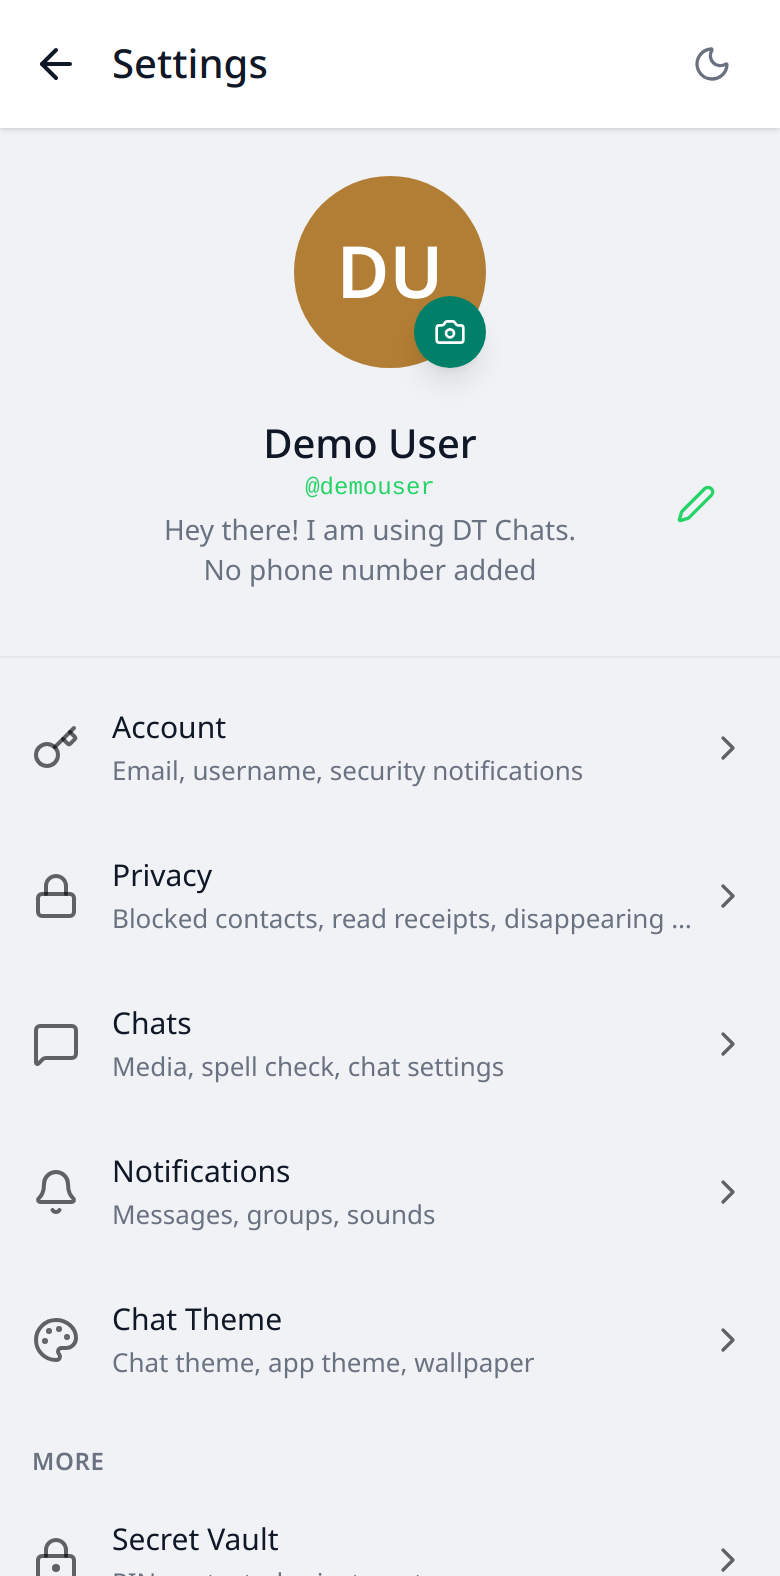 Settings
DU
Demo User
@demouser
Hey there! I am using DT Chats.
No phone number added
Account
Email, username, security notifications
Privacy
Blocked contacts, read receipts, disappearing ...
Chats
Media, spell check, chat settings
Notifications
Messages, groups, sounds
Chat Theme
Chat theme, app theme, wallpaper
MORE
Secret Vault